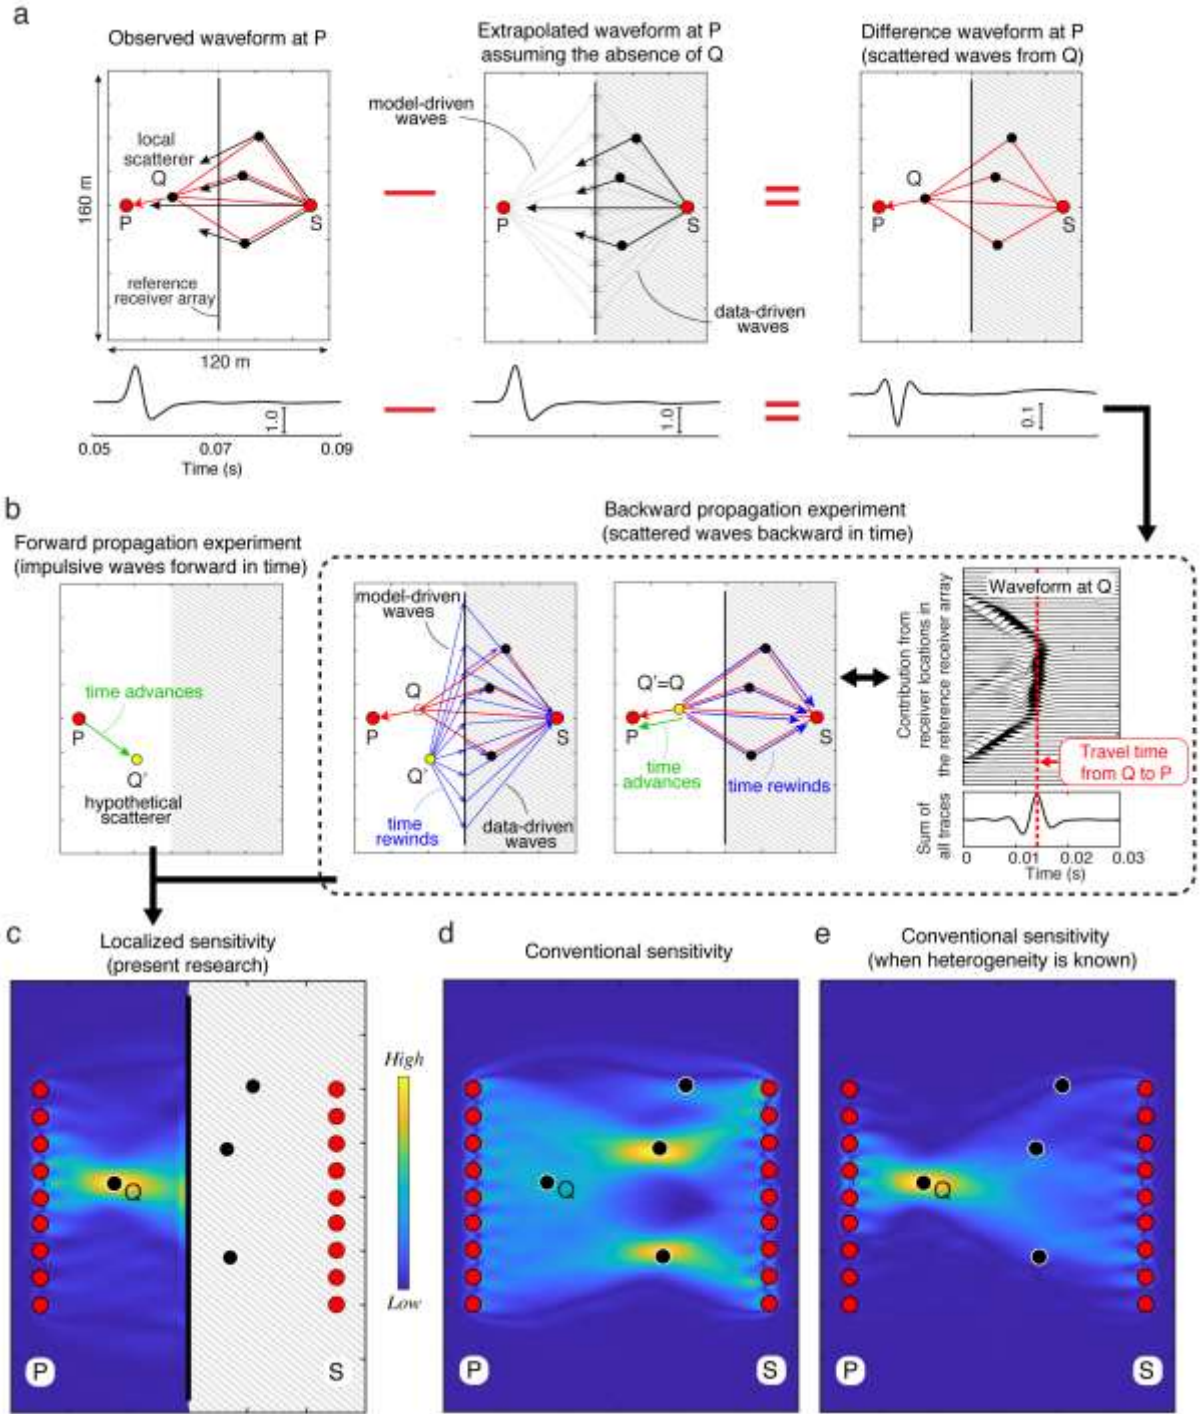 a
Observed waveform at P
Extrapolated waveform at P
assuming the absence of Q
Difference waveform at P
(scattered waves from Q)
model-driven
waves
local
scatterer
Q
P
S
160 m
reference
receiver array
120 m
P
S
data-driven
waves
Q
P
S
1.0
1.0
0.1
0.05
0.07
0.09
Time (s)
b
Forward propagation experiment
(impulsive waves forward in time)
Backward propagation experiment
(scattered waves backward in time)
time advances
P
Q'
hypothetical
scatterer
model-driven
waves
Q
P
S
Q'
time
rewinds
data-driven
waves
Q'=Q
P
S
time
advances
time rewinds
Waveform at Q
Contribution from
receiver locations in
the reference receiver array
Travel time
from Q to P
Sum of
all traces
0
0.01
0.02
0.03
Time (s)
c
Localized sensitivity
(present research)
d
Conventional sensitivity
e
Conventional sensitivity
(when heterogeneity is known)
Q
P
S
High
Low
Q
P
S
Q
P
S